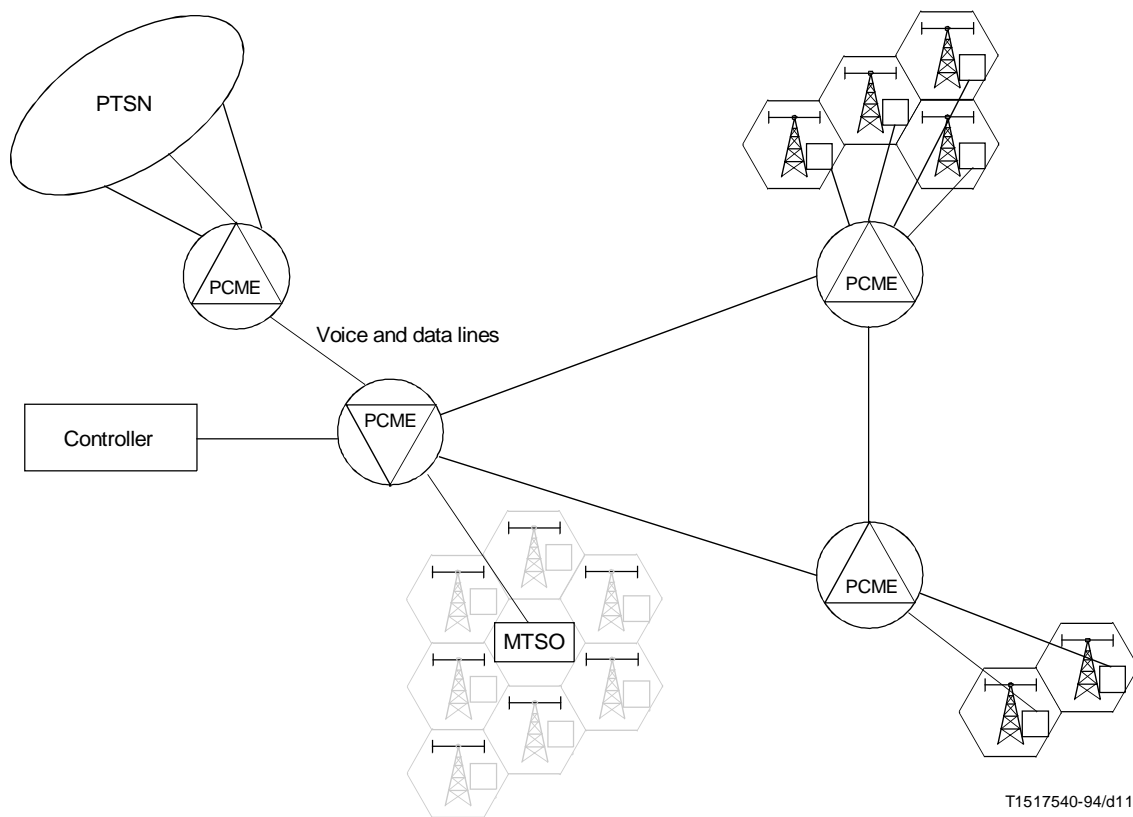 PTSN
PCME
Voice and data lines
PCME
Controller
PCME
PCME
MTSO
T1517540-94/d11